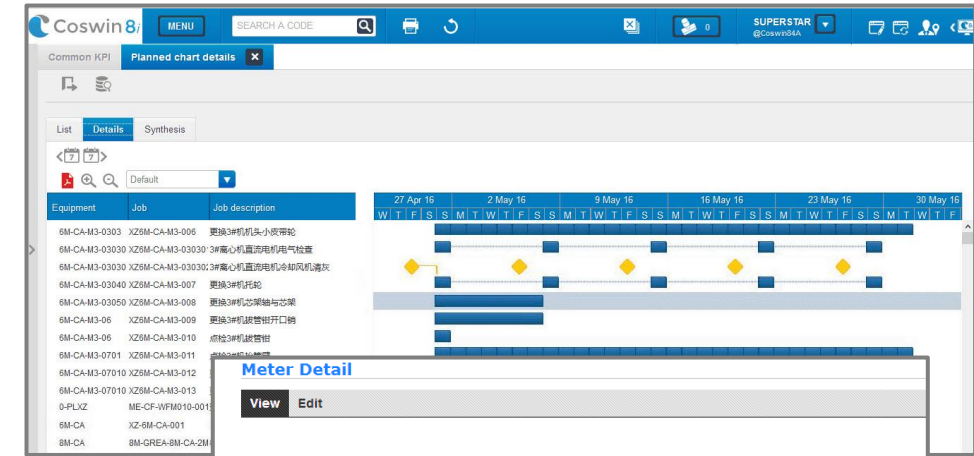 Coswin 8i MENU SEARCH A CODE 0 SUPERSTAR
@Coswin84A
Common KPI Planned chart details
List Details Synthesis
7 7
Default
27 Apr 16 2 May 16 9 May 16 16 May 16 23 May 16 30 May 16
Equipment Job Job description
W T F S S M T W T F S S M T W T F S S M T W T F S S M T W T F S S M T W T F
6M-CA-M3-0303 XZ6M-CA-M3-006 更换3#机机头小皮带轮
6M-CA-M3-03030 XZ6M-CA-M3-03030 3#离心机直流电机电气检查
6M-CA-M3-03030 XZ6M-CA-M3-03030 3#离心机直流电机冷却风机清灰
6M-CA-M3-03040 XZ6M-CA-M3-007 更换3#机托轮
6M-CA-M3-03050 XZ6M-CA-M3-008 更换3#机芯架轴与芯架
6M-CA-M3-06 XZ6M-CA-M3-009 更换3#机拔管钳开口销
6M-CA-M3-06 XZ6M-CA-M3-010 点检3#机拔管钳
6M-CA-M3-0701 XZ6M-CA-M3-011
6M-CA-M3-07010 XZ6M-CA-M3-012
6M-CA-M3-07010 XZ6M-CA-M3-013
0-PLXZ ME-CF-WFM010-001
6M-CA XZ-6M-CA-001
8M-CA 8M-GREA-8M-CA-2M
Meter Detail
View Edit